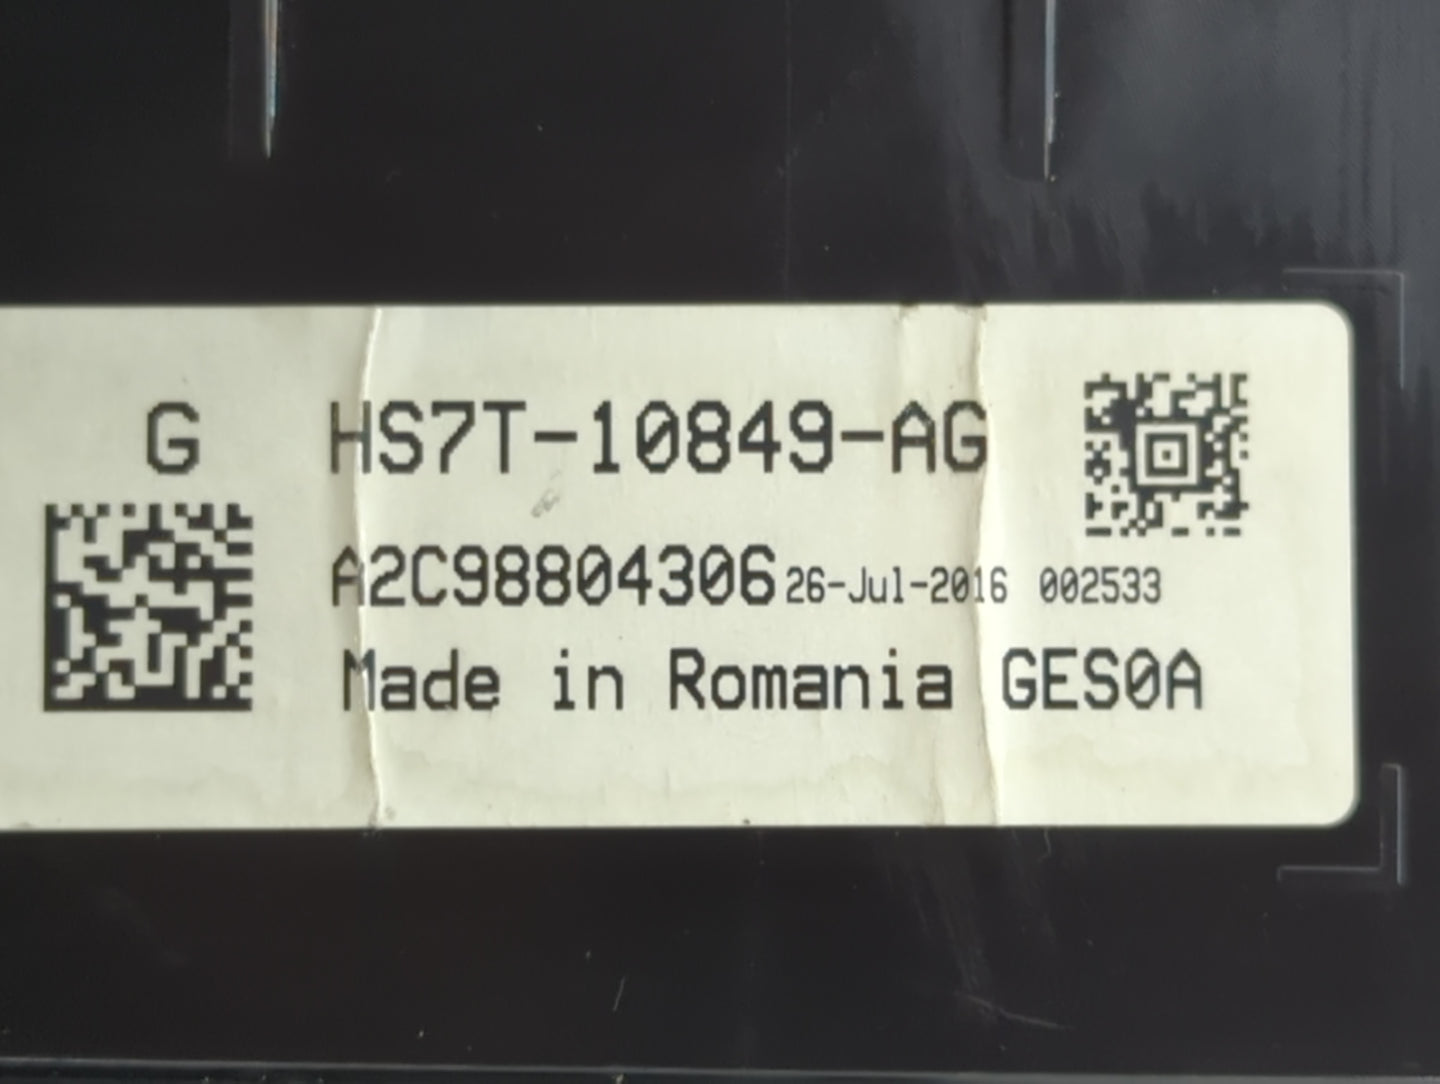 G HS7T-10849-AG
A2C98804306 26-Jul-2016 002533
Made in Romania GES0A